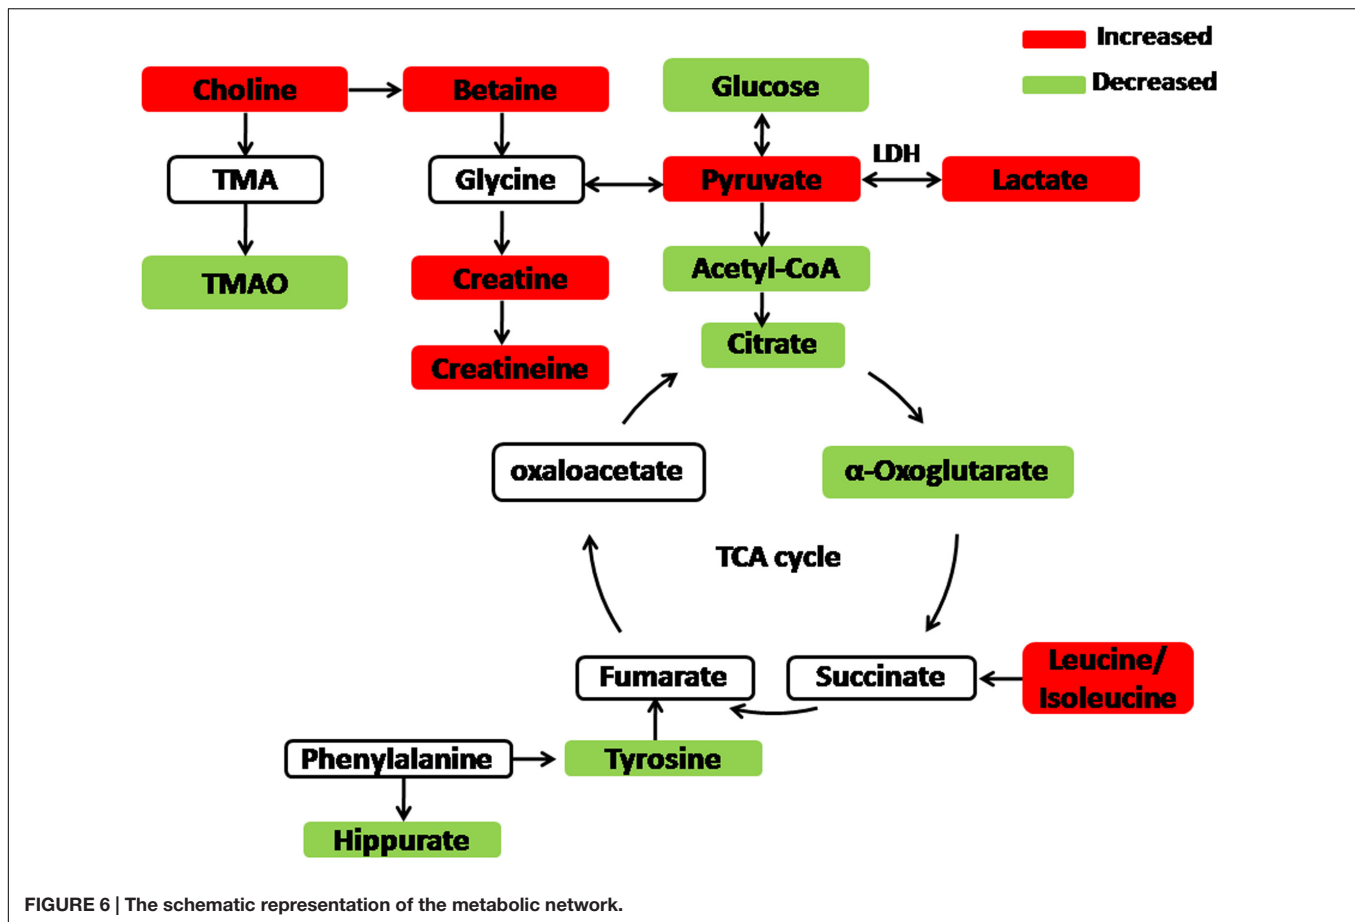 Increased
Decreased
Choline
Betaine
Glucose
TMA
Glycine
Pyruvate
LDH
Lactate
TMAO
Creatine
Acetyl-CoA
Citrate
Creatineine
oxaloacetate
α-Oxoglutarate
TCA cycle
Fumarate
Succinate
Leucine/
Isoleucine
Phenylalanine
Tyrosine
Hippurate
FIGURE 6 | The schematic representation of the metabolic network.